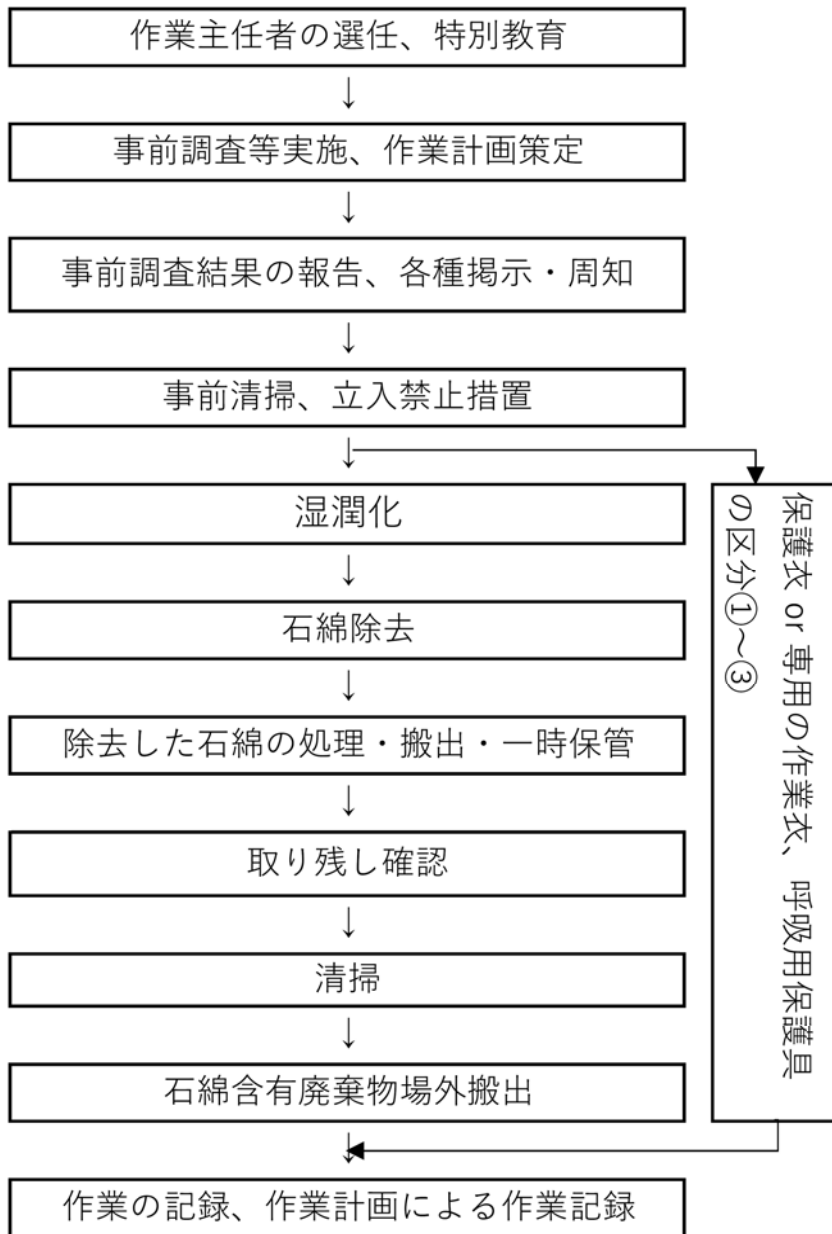 作業主任者の選任、特別教育
↓
事前調査等実施、作業計画策定
↓
事前調査結果の報告、各種掲示・周知
↓
事前清掃、立入禁止措置
↓
湿潤化
↓
石綿除去
↓
除去した石綿の処理・搬出・一時保管
↓
取り残し確認
↓
清掃
↓
石綿含有廃棄物場外搬出
↓
作業の記録、作業計画による作業記録
保護衣 or 専用の作業衣、呼吸用保護具
の区分①～③